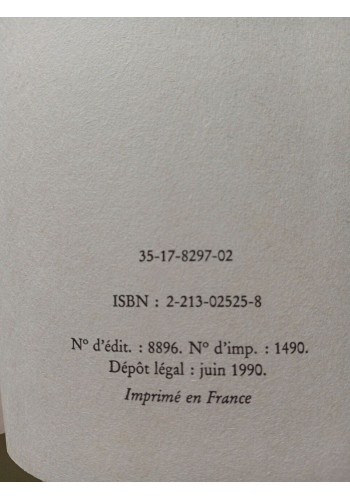 35-17-8297-02
ISBN : 2-213-02525-8
N° d'édit. : 8896. N° d'imp. : 1490.
Dépôt légal : juin 1990.
Imprimé en France